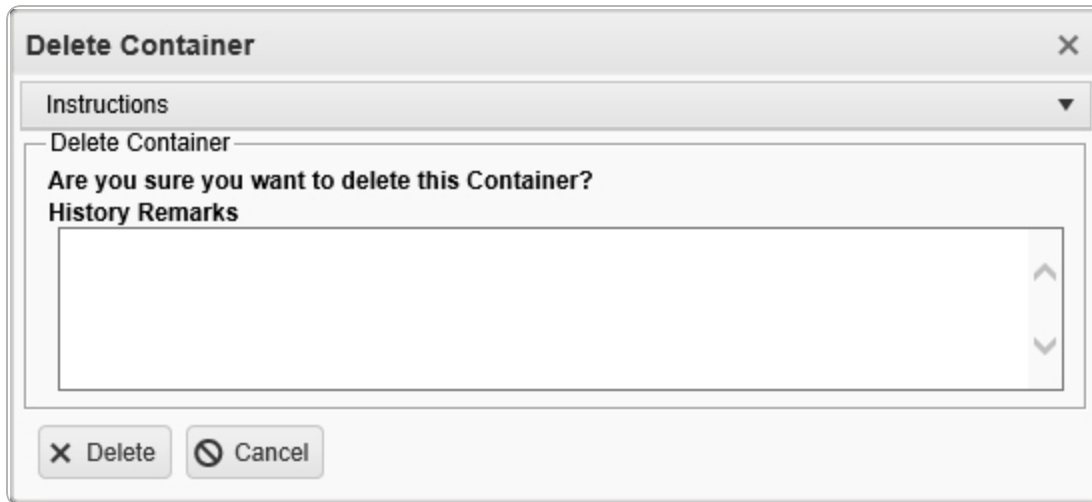 Delete Container
Instructions
Delete Container
Are you sure you want to delete this Container?
History Remarks
Delete Cancel